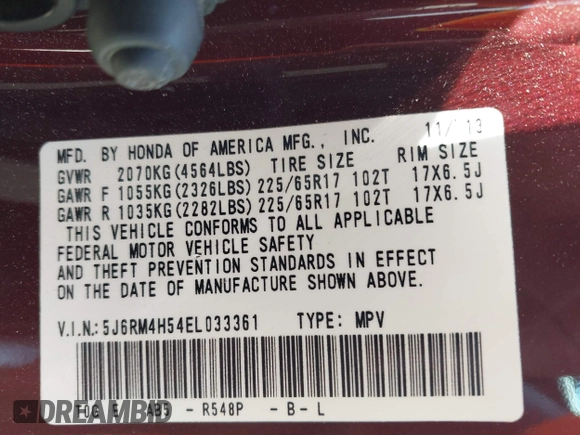 MFD. BY HONDA OF AMERICA MFG., INC. 11/13
GVWR 2070KG(4564LBS) TIRE SIZE RIM SIZE
GAWR F 1055KG(2326LBS) 225/65R17 102T 17X6.5J
GAWR R 1035KG(2282LBS) 225/65R17 102T 17X6.5J
THIS VEHICLE CONFORMS TO ALL APPLICABLE
FEDERAL MOTOR VEHICLE SAFETY
AND THEFT PREVENTION STANDARDS IN EFFECT
ON THE DATE OF MANUFACTURE SHOWN ABOVE.
V.I.N.: 5J6RM4H54EL033361 TYPE: MPV
- R548P - B - L
DREAMBID